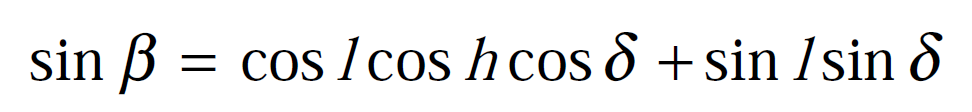 sin β = cos l cos h cos δ + sin l sin δ